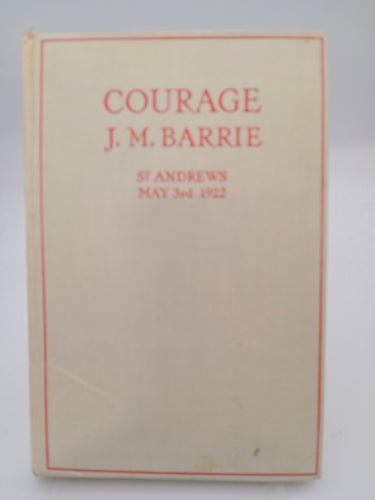 COURAGE
J. M. BARRIE
ST ANDREWS
MAY 3rd 1922